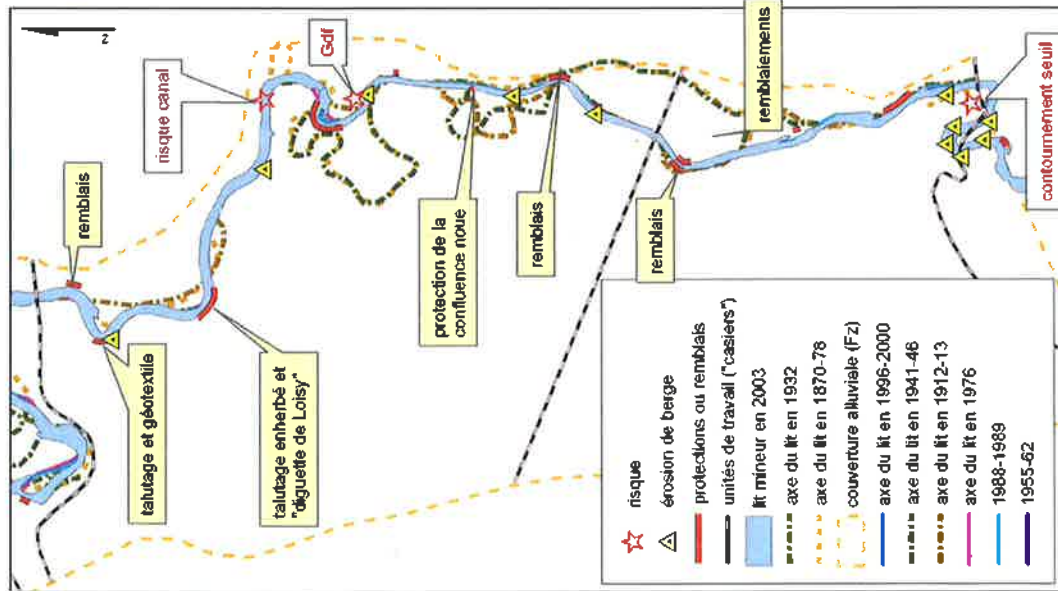 z
risque canal
Gdf
remblais
talutage et géotextile
talutage enherbé et
"diguette de Loisy"
protection de la
confluence noue
remblais
remblais
remblaiements
contournement seuil
risque
érosion de berge
protections ou remblais
unités de travail ("casiers")
lit mineur en 2003
axe du lit en 1932
axe du lit en 1870-78
couverture alluviale (Fz)
axe du lit en 1996-2000
axe du lit en 1941-46
axe du lit en 1912-13
axe du lit en 1976
1988-1989
1955-62